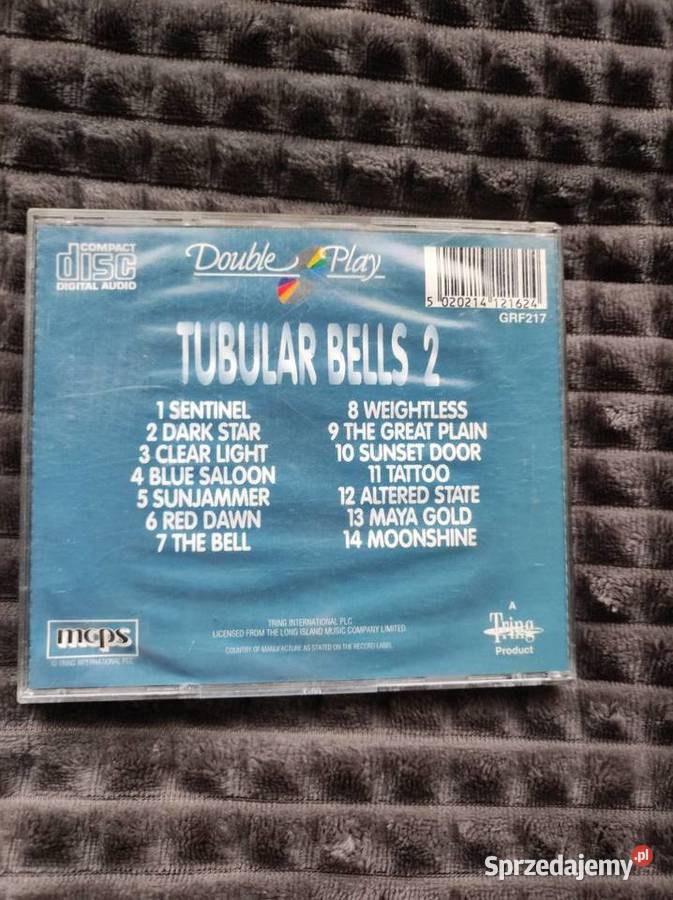 COMPACT
disc
DIGITAL AUDIO
Double Play
5 020214 121624
GRF217
TUBULAR BELLS 2
1 SENTINEL
2 DARK STAR
3 CLEAR LIGHT
4 BLUE SALOON
5 SUNJAMMER
6 RED DAWN
7 THE BELL
8 WEIGHTLESS
9 THE GREAT PLAIN
10 SUNSET DOOR
11 TATTOO
12 ALTERED STATE
13 MAYA GOLD
14 MOONSHINE
mcps
© TRING INTERNATIONAL PLC
TRING INTERNATIONAL PLC
LICENSED FROM THE LONG ISLAND MUSIC COMPANY LIMITED
COUNTRY OF MANUFACTURE AS STATED ON THE RECORD LABEL
A
Tring
Product
Sprzedajemy.pl